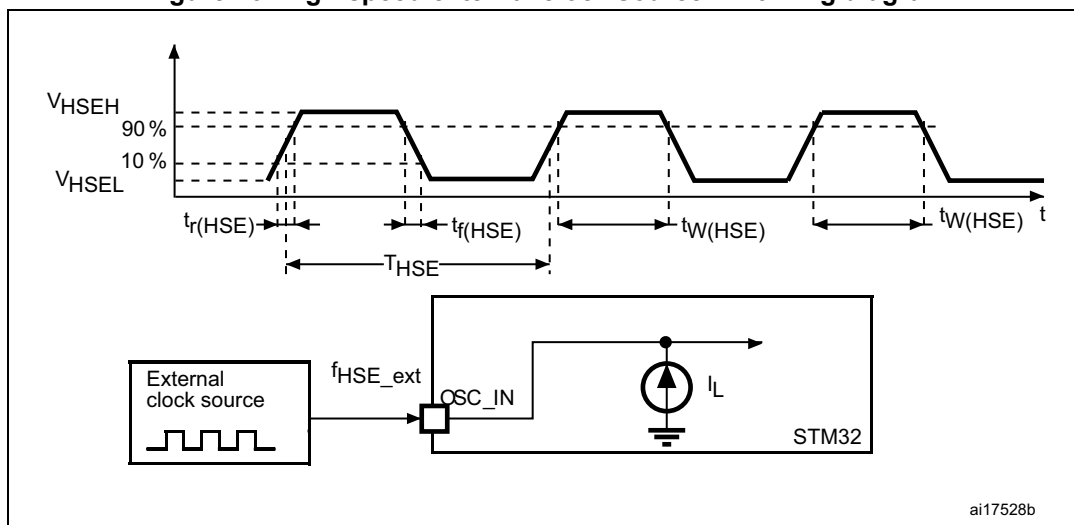 VHSEH
90 %
10 %
VHSEL
tr(HSE)
tf(HSE)
tW(HSE)
tW(HSE)
t
THSE
External
clock source
fHSE_ext
OSC_IN
IL
STM32
ai17528b